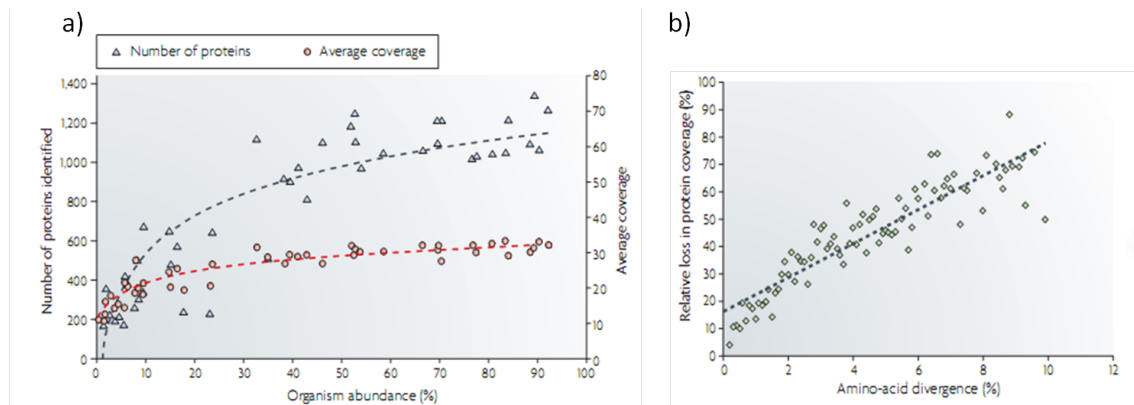 a)
Number of proteins Average coverage
Number of proteins identified
1,400
1,200
1,000
800
600
400
200
0
80
70
60
50
40
30
20
10
0
Average coverage
0 10 20 30 40 50 60 70 80 90 100
Organism abundance (%)
b)
Relative loss in protein coverage (%)
100
90
80
70
60
50
40
30
20
10
0
0 2 4 6 8 10 12
Amino-acid divergence (%)